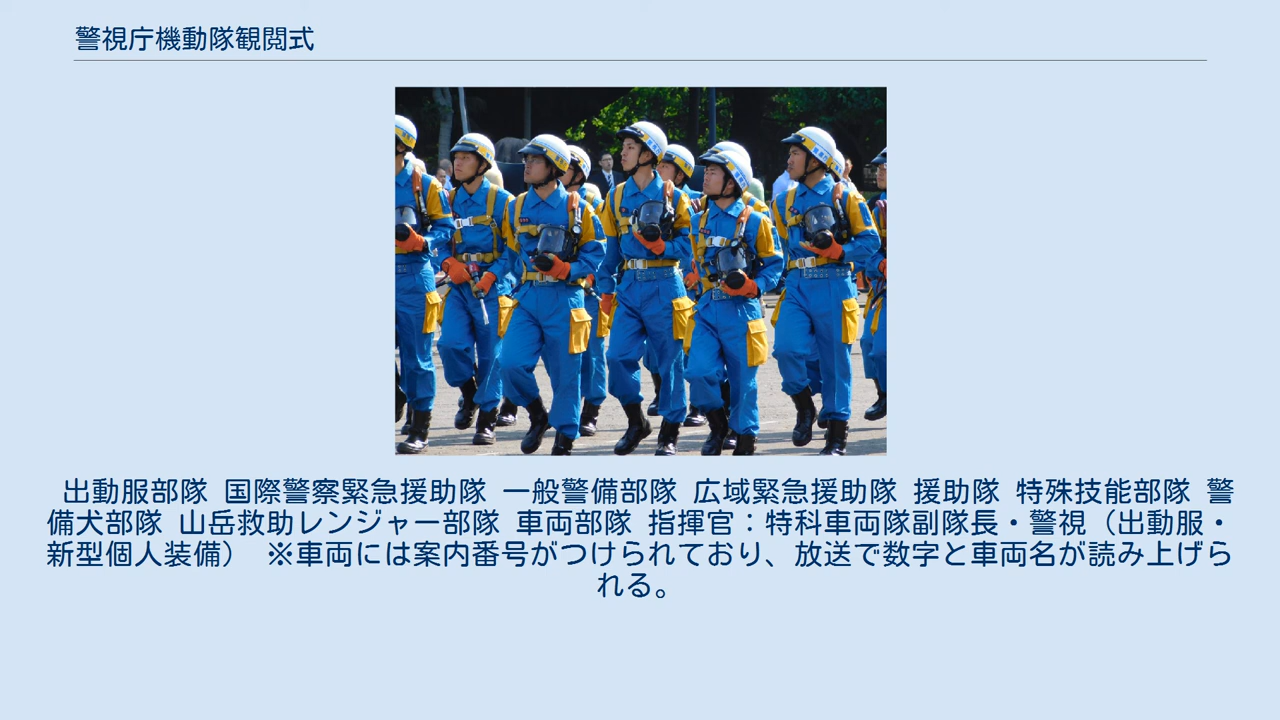 警視庁機動隊観閲式
出動服部隊 国際警察緊急援助隊 一般警備部隊 広域緊急援助隊 援助隊 特殊技能部隊 警
備犬部隊 山岳救助レンジャー部隊 車両部隊 指揮官：特科車両隊副隊長・警視（出動服・
新型個人装備） ※車両には案内番号がつけられており、放送で数字と車両名が読み上げら
れる。